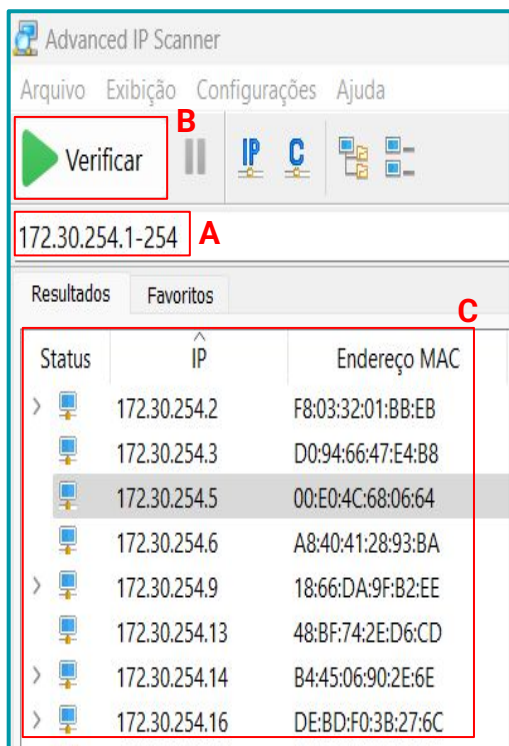 Advanced IP Scanner
Arquivo Exibição Configurações Ajuda
B
Verificar IP C
172.30.254.1-254 A
Resultados Favoritos
C
Status IP Endereço MAC
172.30.254.2 F8:03:32:01:BB:EB
172.30.254.3 D0:94:66:47:E4:B8
172.30.254.5 00:E0:4C:68:06:64
172.30.254.6 A8:40:41:28:93:BA
172.30.254.9 18:66:DA:9F:B2:EE
172.30.254.13 48:BF:74:2E:D6:CD
172.30.254.14 B4:45:06:90:2E:6E
172.30.254.16 DE:BD:F0:3B:27:6C